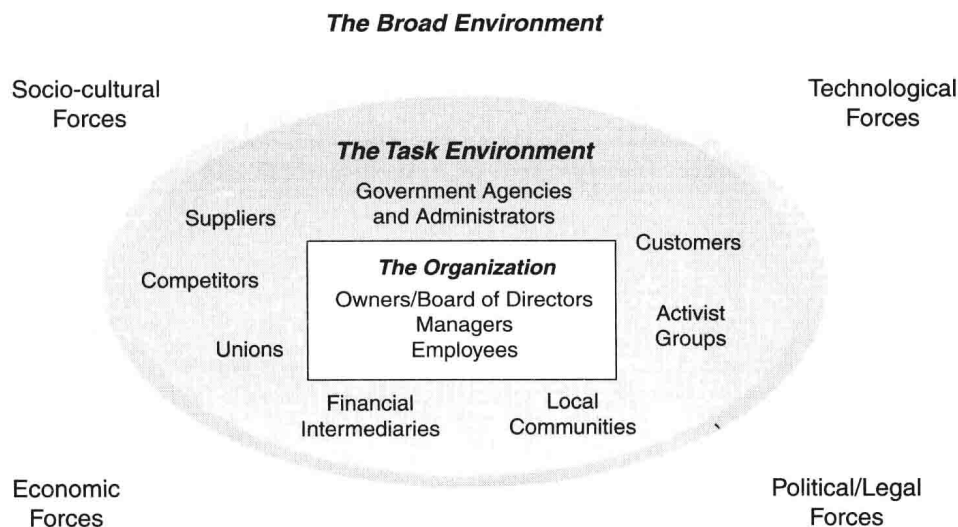 The Broad Environment
Socio-cultural
Forces
Technological
Forces
The Task Environment
Government Agencies
and Administrators
Suppliers
Customers
Competitors
The Organization
Owners/Board of Directors
Managers
Employees
Activist
Groups
Unions
Financial
Intermediaries
Local
Communities
Economic
Forces
Political/Legal
Forces